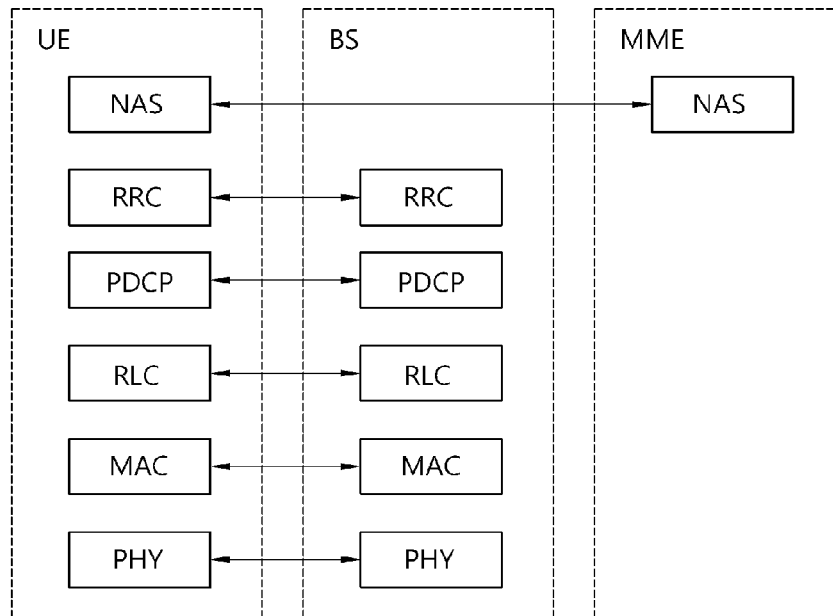 UE BS MME
NAS NAS
RRC RRC
PDCP PDCP
RLC RLC
MAC MAC
PHY PHY